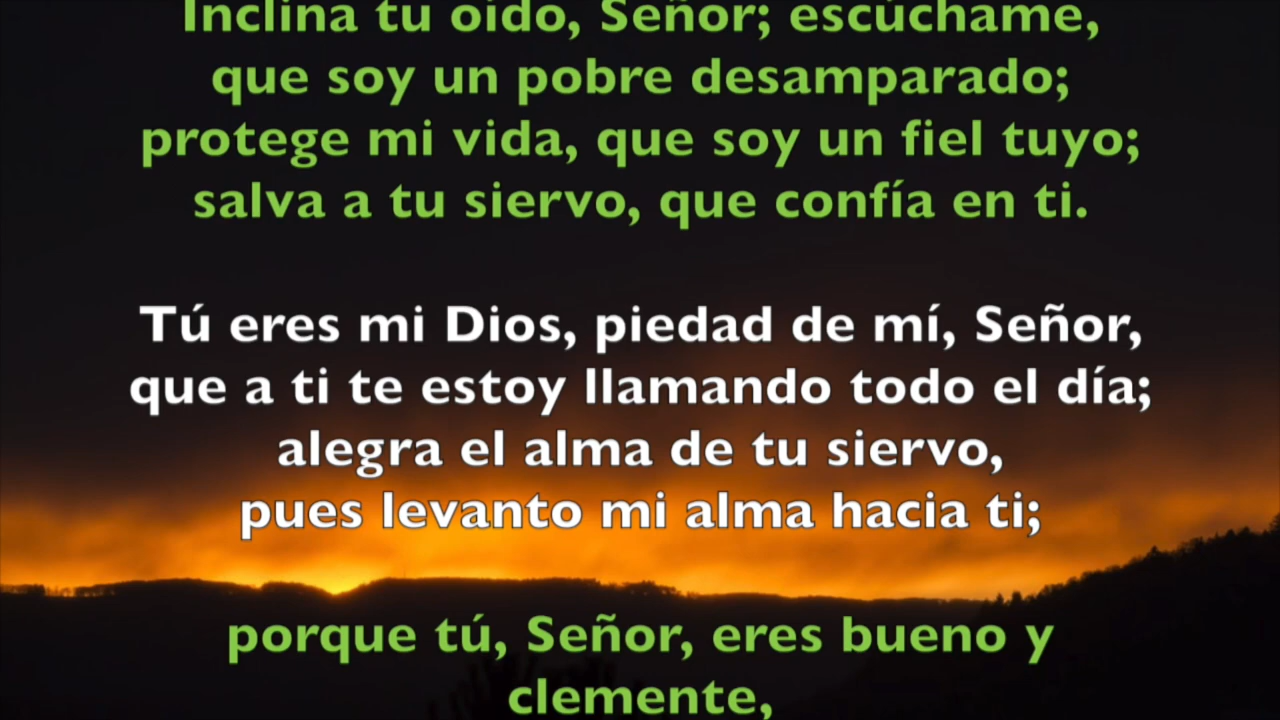 Inclina tu oído, Señor; escúchame,
que soy un pobre desamparado;
protege mi vida, que soy un fiel tuyo;
salva a tu siervo, que confía en ti.
Tú eres mi Dios, piedad de mí, Señor,
que a ti te estoy llamando todo el día;
alegra el alma de tu siervo,
pues levanto mi alma hacia ti;
porque tú, Señor, eres bueno y
clemente,